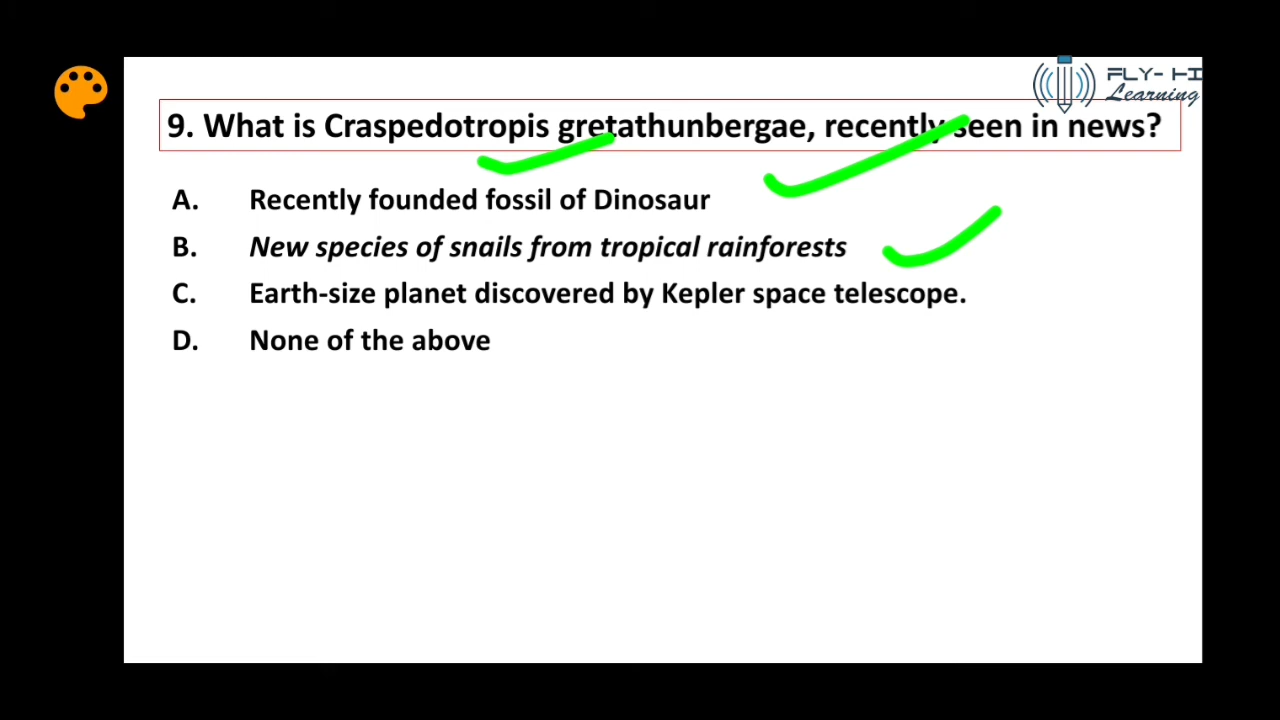 FLY- HI
Learning
9. What is Craspedotropis gretathunbergae, recently seen in news?
A. Recently founded fossil of Dinosaur
B. New species of snails from tropical rainforests
C. Earth-size planet discovered by Kepler space telescope.
D. None of the above